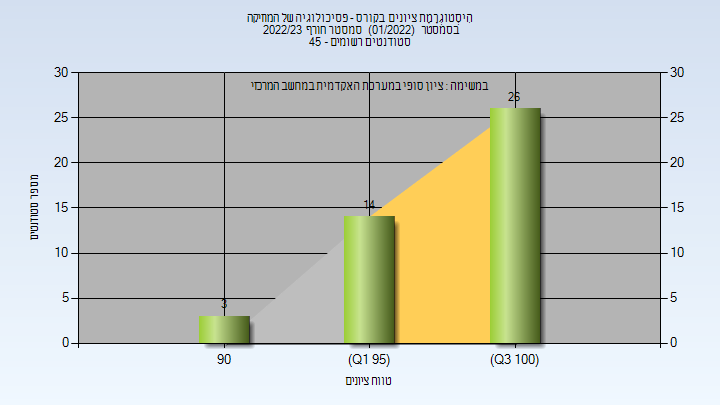 היסטוגרמת ציונים בקורס - פסיכולוגיה של המוזיקה
בסמסטר (01/2022) סמסטר חורף 2022/23
סטודנטים רשומים - 45
במשימה : ציון סופי במערכת האקדמית במחשב המרכזי
30 30
26
25 25
20 20
15 15
14
10 10
5 5
3
0 0
90 (Q1 95) (Q3 100)
מספר סטודנטים
טווח ציונים